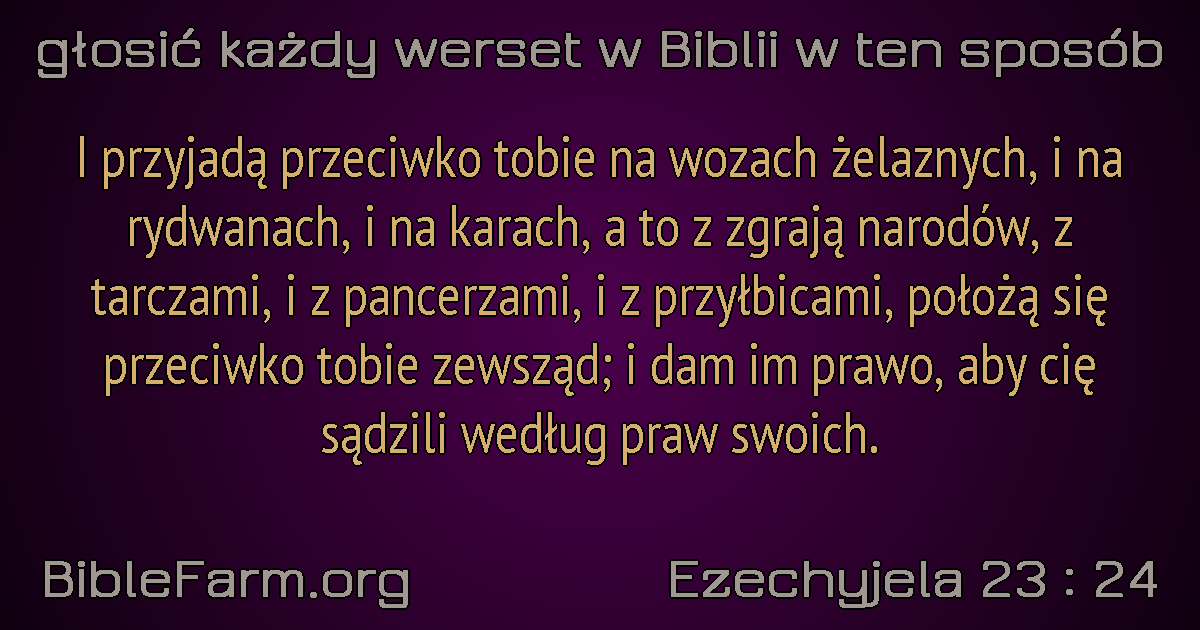 głosić każdy werset w Biblii w ten sposób
I przyjadą przeciwko tobie na wozach żelaznych, i na
rydwanach, i na karach, a to z zgrają narodów, z
tarczami, i z pancerzami, i z przyłbicami, położą się
przeciwko tobie zewsząd; i dam im prawo, aby cię
sądzili według praw swoich.
BibleFarm.org
Ezechyjela 23 : 24